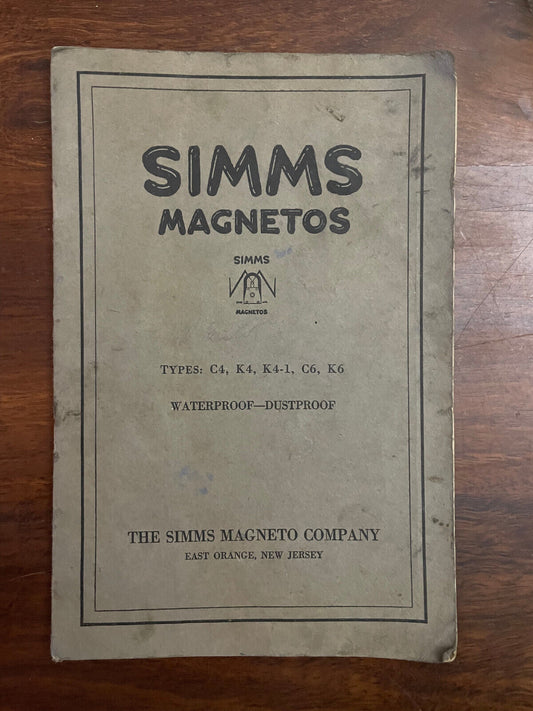 SIMMS
MAGNETOS
SIMMS
MAGNETOS
TYPES: C4, K4, K4-1, C6, K6
WATERPROOF—DUSTPROOF
THE SIMMS MAGNETO COMPANY
EAST ORANGE, NEW JERSEY